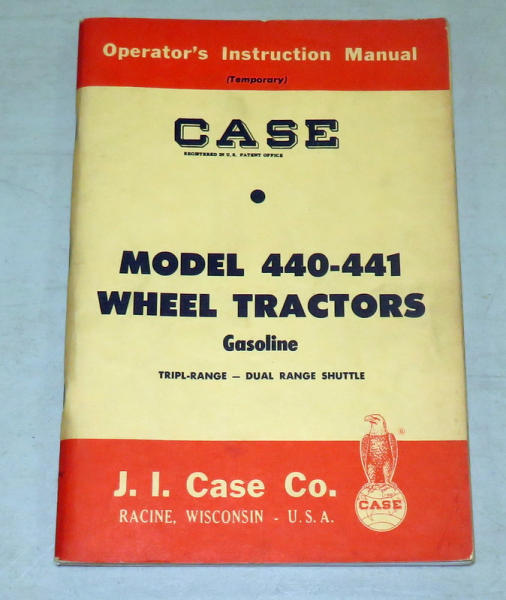 Operator's Instruction Manual
(Temporary)
CASE
REGISTERED IN U.S. PATENT OFFICE
MODEL 440-441
WHEEL TRACTORS
Gasoline
TRIPL-RANGE — DUAL RANGE SHUTTLE
®
CASE
J. I. Case Co.
RACINE, WISCONSIN - U.S.A.